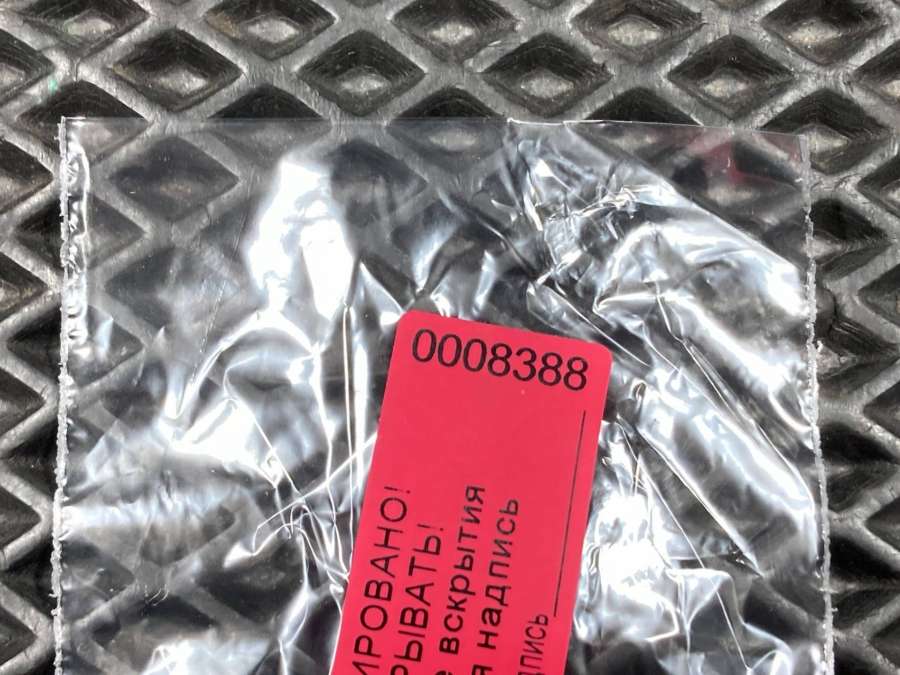 0008388
ИРОВАНО!
РЫВАТЬ!
е вскрытия
я надпись
дпись